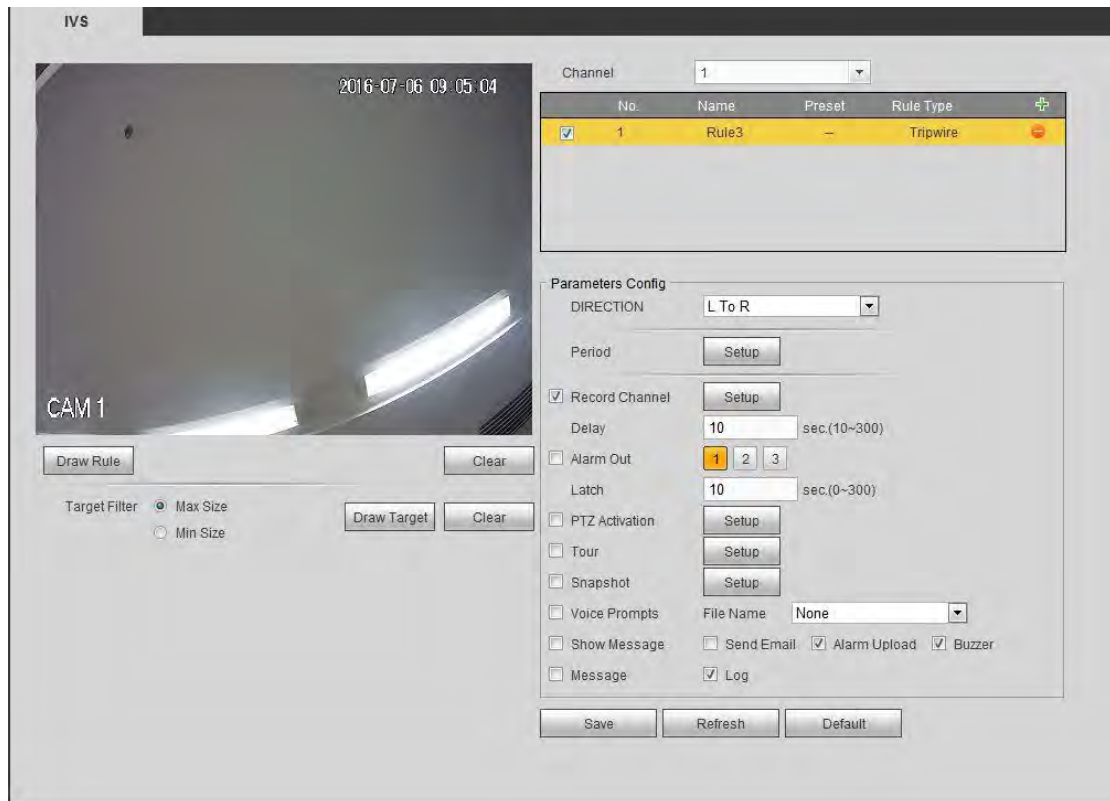 IVS
2016-07-06 09:05:04
CAM 1
Draw Rule
Clear
Target Filter
Max Size
Draw Target
Clear
Min Size
Channel 1
No. Name Preset Rule Type
1 Rule3 – Tripwire
Parameters Config
DIRECTION L To R
Period Setup
Record Channel Setup
Delay 10 sec.(10~300)
Alarm Out 1 2 3
Latch 10 sec.(0~300)
PTZ Activation Setup
Tour Setup
Snapshot Setup
Voice Prompts File Name None
Show Message Send Email Alarm Upload Buzzer
Message Log
Save Refresh Default